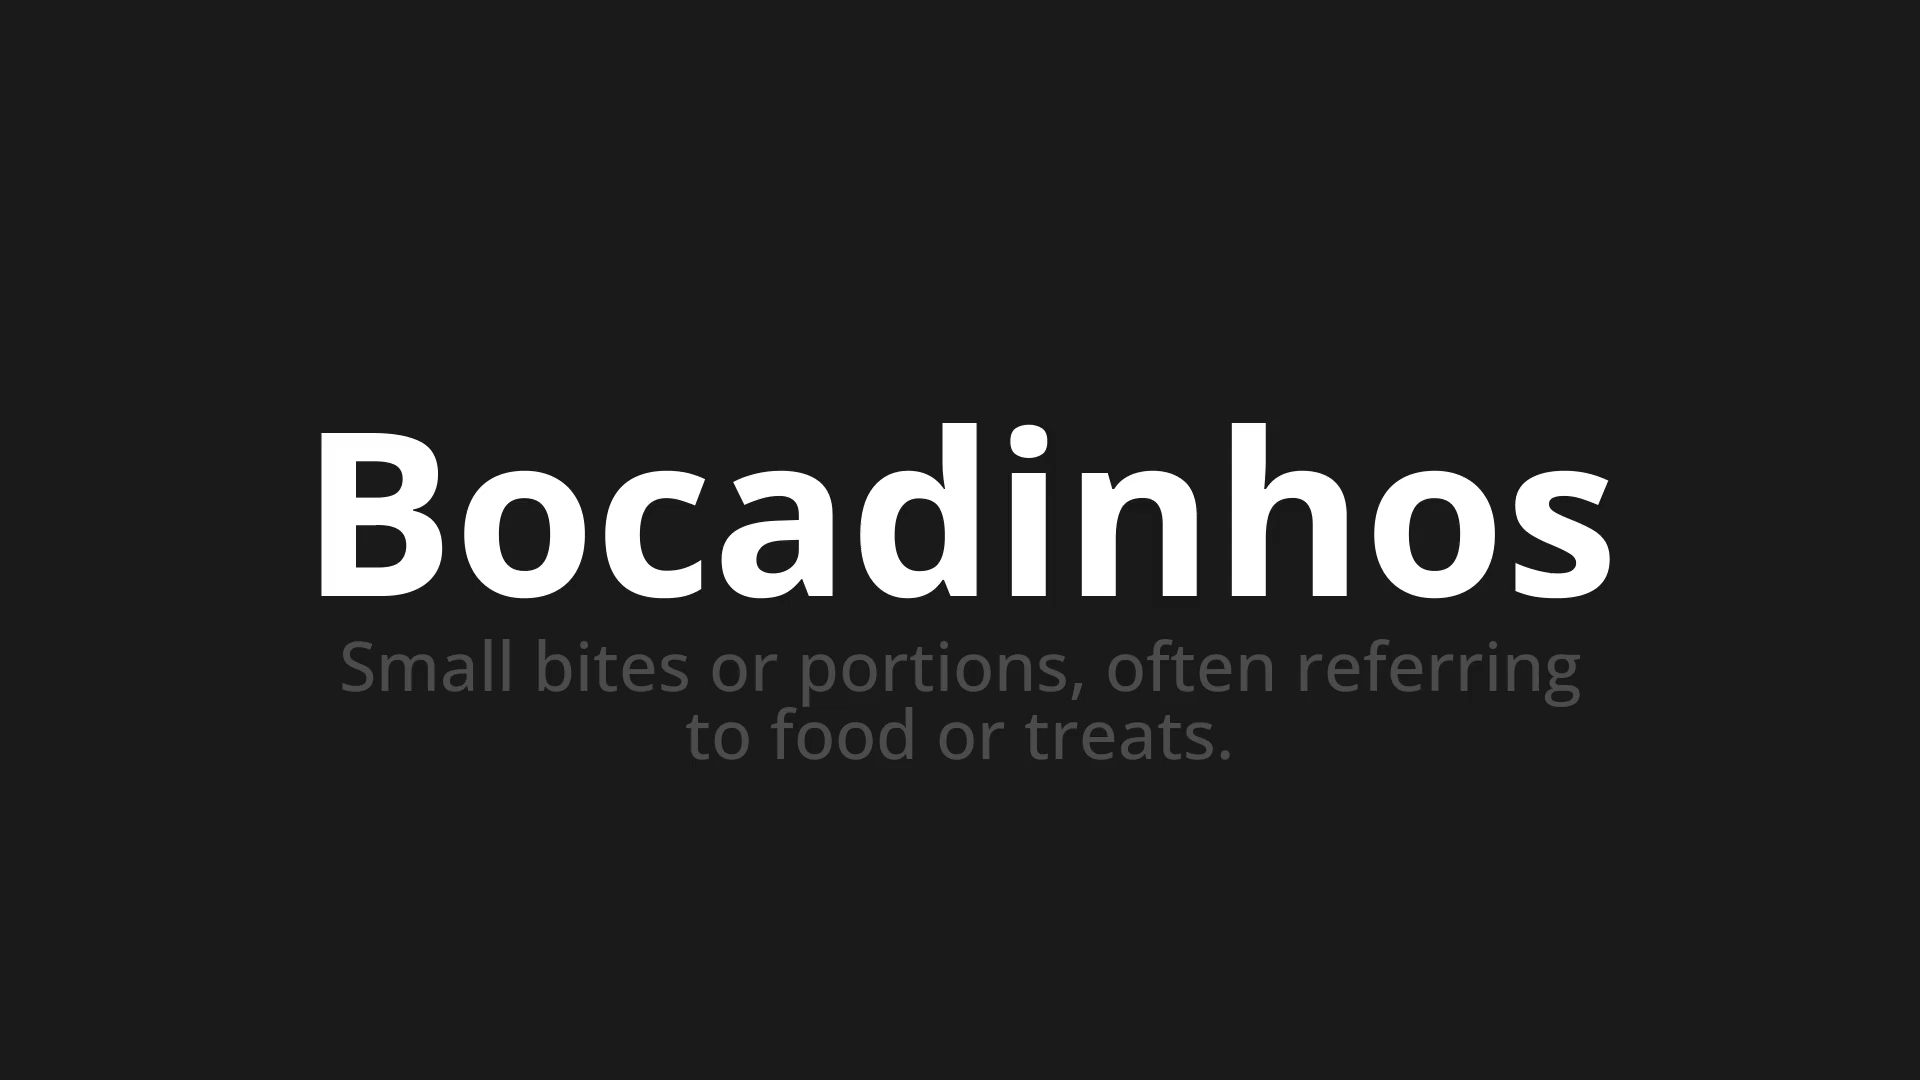 Bocadinhos
Small bites or portions, often referring
to food or treats.